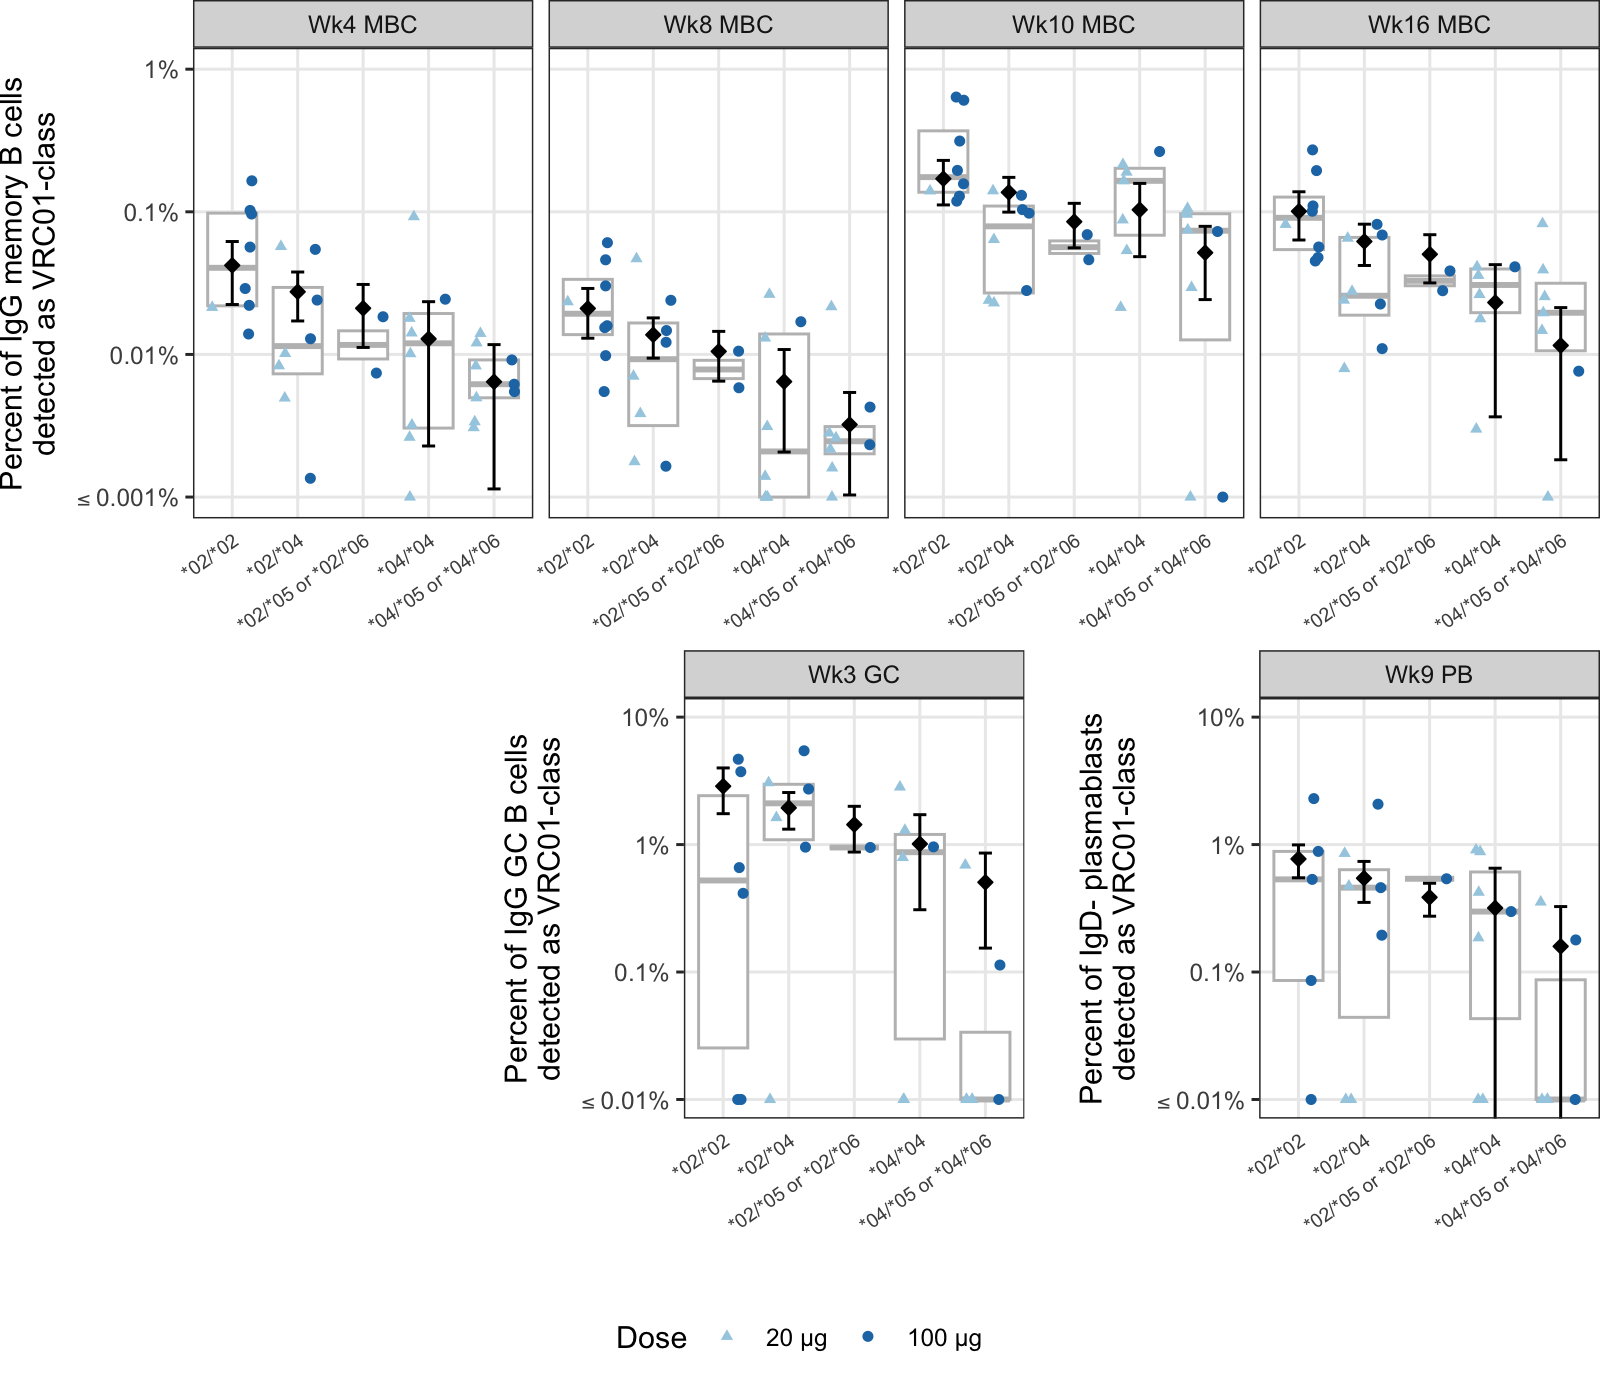 Wk4 MBC
Wk8 MBC
Wk10 MBC
Wk16 MBC
Percent of IgG memory B cells
detected as VRC01-class
1%
0.1%
0.01%
≤ 0.001%
*02/*02
*02/*04
*02/*05 or *02/*06
*04/*04
*04/*05 or *04/*06
*02/*02
*02/*04
*02/*05 or *02/*06
*04/*04
*04/*05 or *04/*06
*02/*02
*02/*04
*02/*05 or *02/*06
*04/*04
*04/*05 or *04/*06
*02/*02
*02/*04
*02/*05 or *02/*06
*04/*04
*04/*05 or *04/*06
Wk3 GC
Percent of IgG GC B cells
detected as VRC01-class
10%
1%
0.1%
≤ 0.01%
*02/*02
*02/*04
*02/*05 or *02/*06
*04/*04
*04/*05 or *04/*06
Wk9 PB
Percent of IgD- plasmablasts
detected as VRC01-class
10%
1%
0.1%
≤ 0.01%
*02/*02
*02/*04
*02/*05 or *02/*06
*04/*04
*04/*05 or *04/*06
Dose 20 µg 100 µg